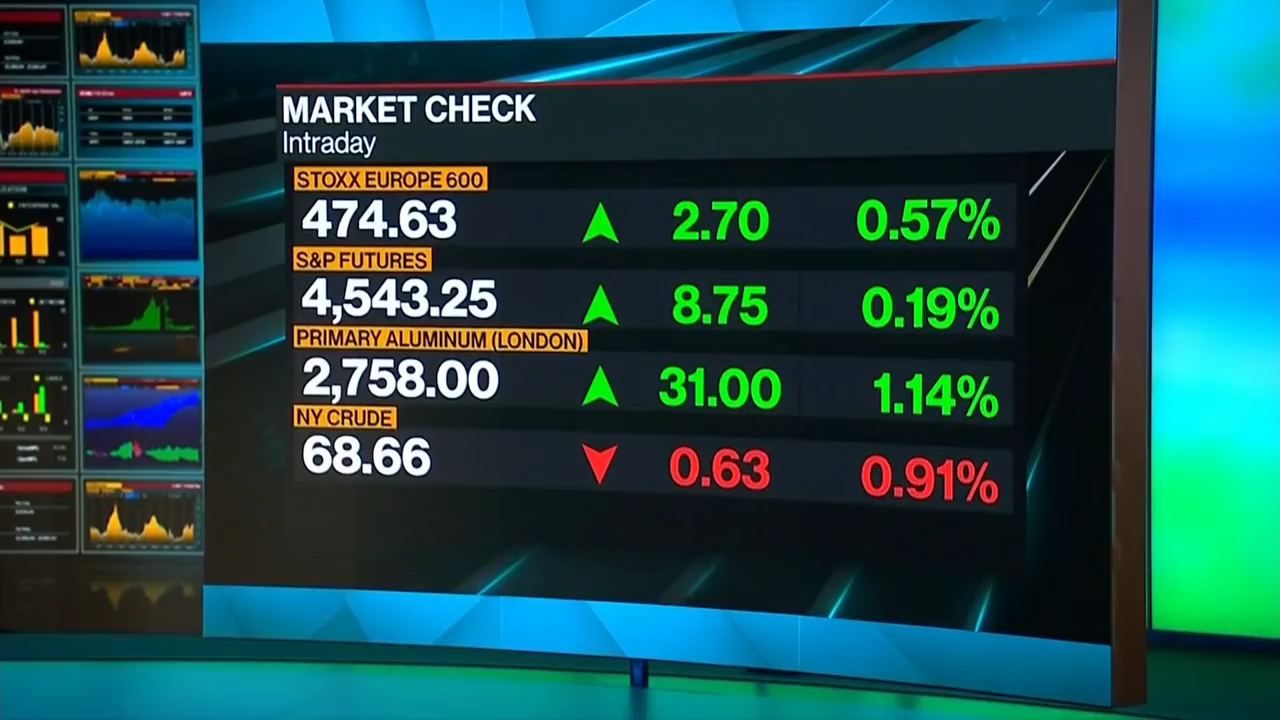 MARKET CHECK
Intraday
STOXX EUROPE 600
474.63 ▲ 2.70 0.57%
S&P FUTURES
4,543.25 ▲ 8.75 0.19%
PRIMARY ALUMINUM (LONDON)
2,758.00 ▲ 31.00 1.14%
NY CRUDE
68.66 ▼ 0.63 0.91%